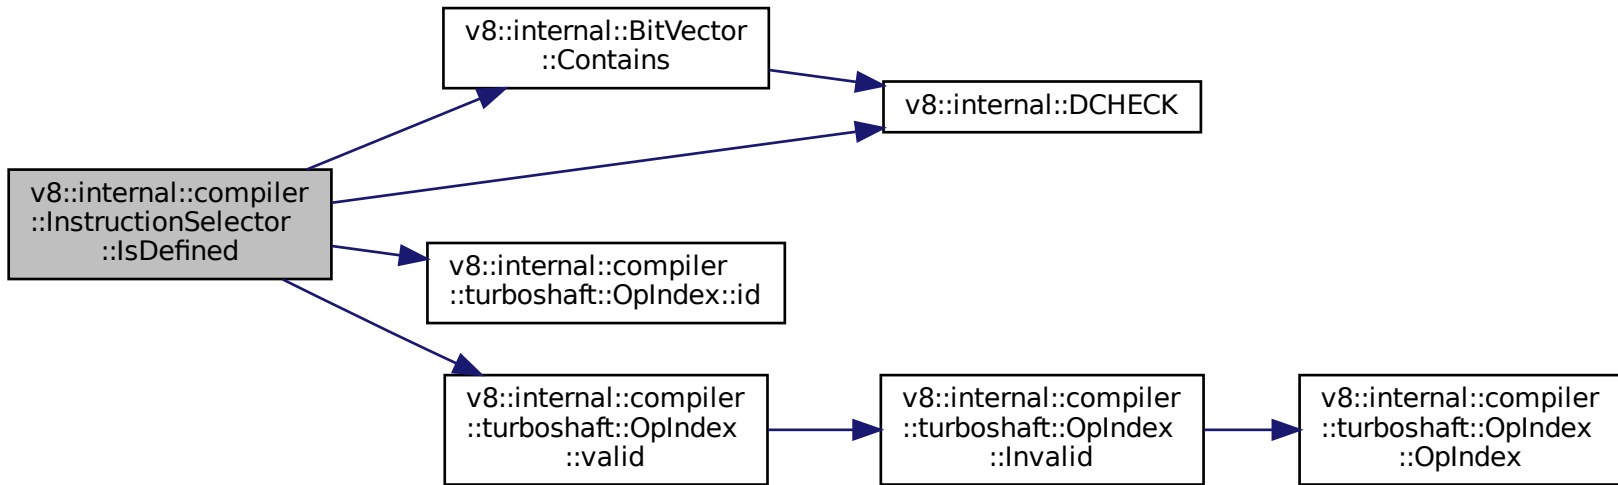 v8::internal::BitVector
::Contains
v8::internal::DCHECK
v8::internal::compiler
::InstructionSelector
::IsDefined
v8::internal::compiler
::turboshaft::OpIndex::id
v8::internal::compiler
::turboshaft::OpIndex
::valid
v8::internal::compiler
::turboshaft::OpIndex
::Invalid
v8::internal::compiler
::turboshaft::OpIndex
::OpIndex